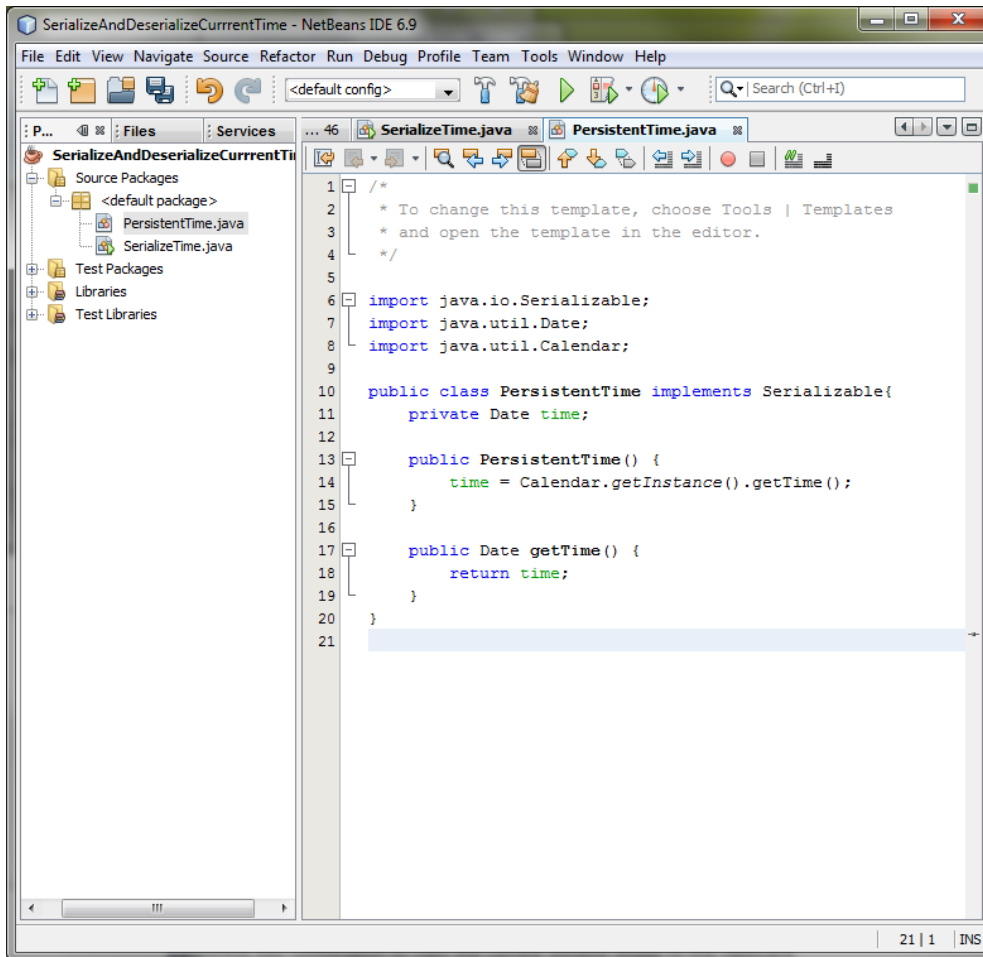 SerializeAndDeserializeCurrrentTime - NetBeans IDE 6.9
File Edit View Navigate Source Refactor Run Debug Profile Team Tools Window Help
<default config>
Search (Ctrl+I)
P... Files Services
... 46 SerializeTime.java PersistentTime.java
SerializeAndDeserializeCurrrentTi
Source Packages
<default package>
PersistentTime.java
SerializeTime.java
Test Packages
Libraries
Test Libraries
1 /*
2 * To change this template, choose Tools | Templates
3 * and open the template in the editor.
4 */
5
6 import java.io.Serializable;
7 import java.util.Date;
8 import java.util.Calendar;
9
10 public class PersistentTime implements Serializable{
11 private Date time;
12
13 public PersistentTime() {
14 time = Calendar.getInstance().getTime();
15 }
16
17 public Date getTime() {
18 return time;
19 }
20 }
21
21 | 1 INS